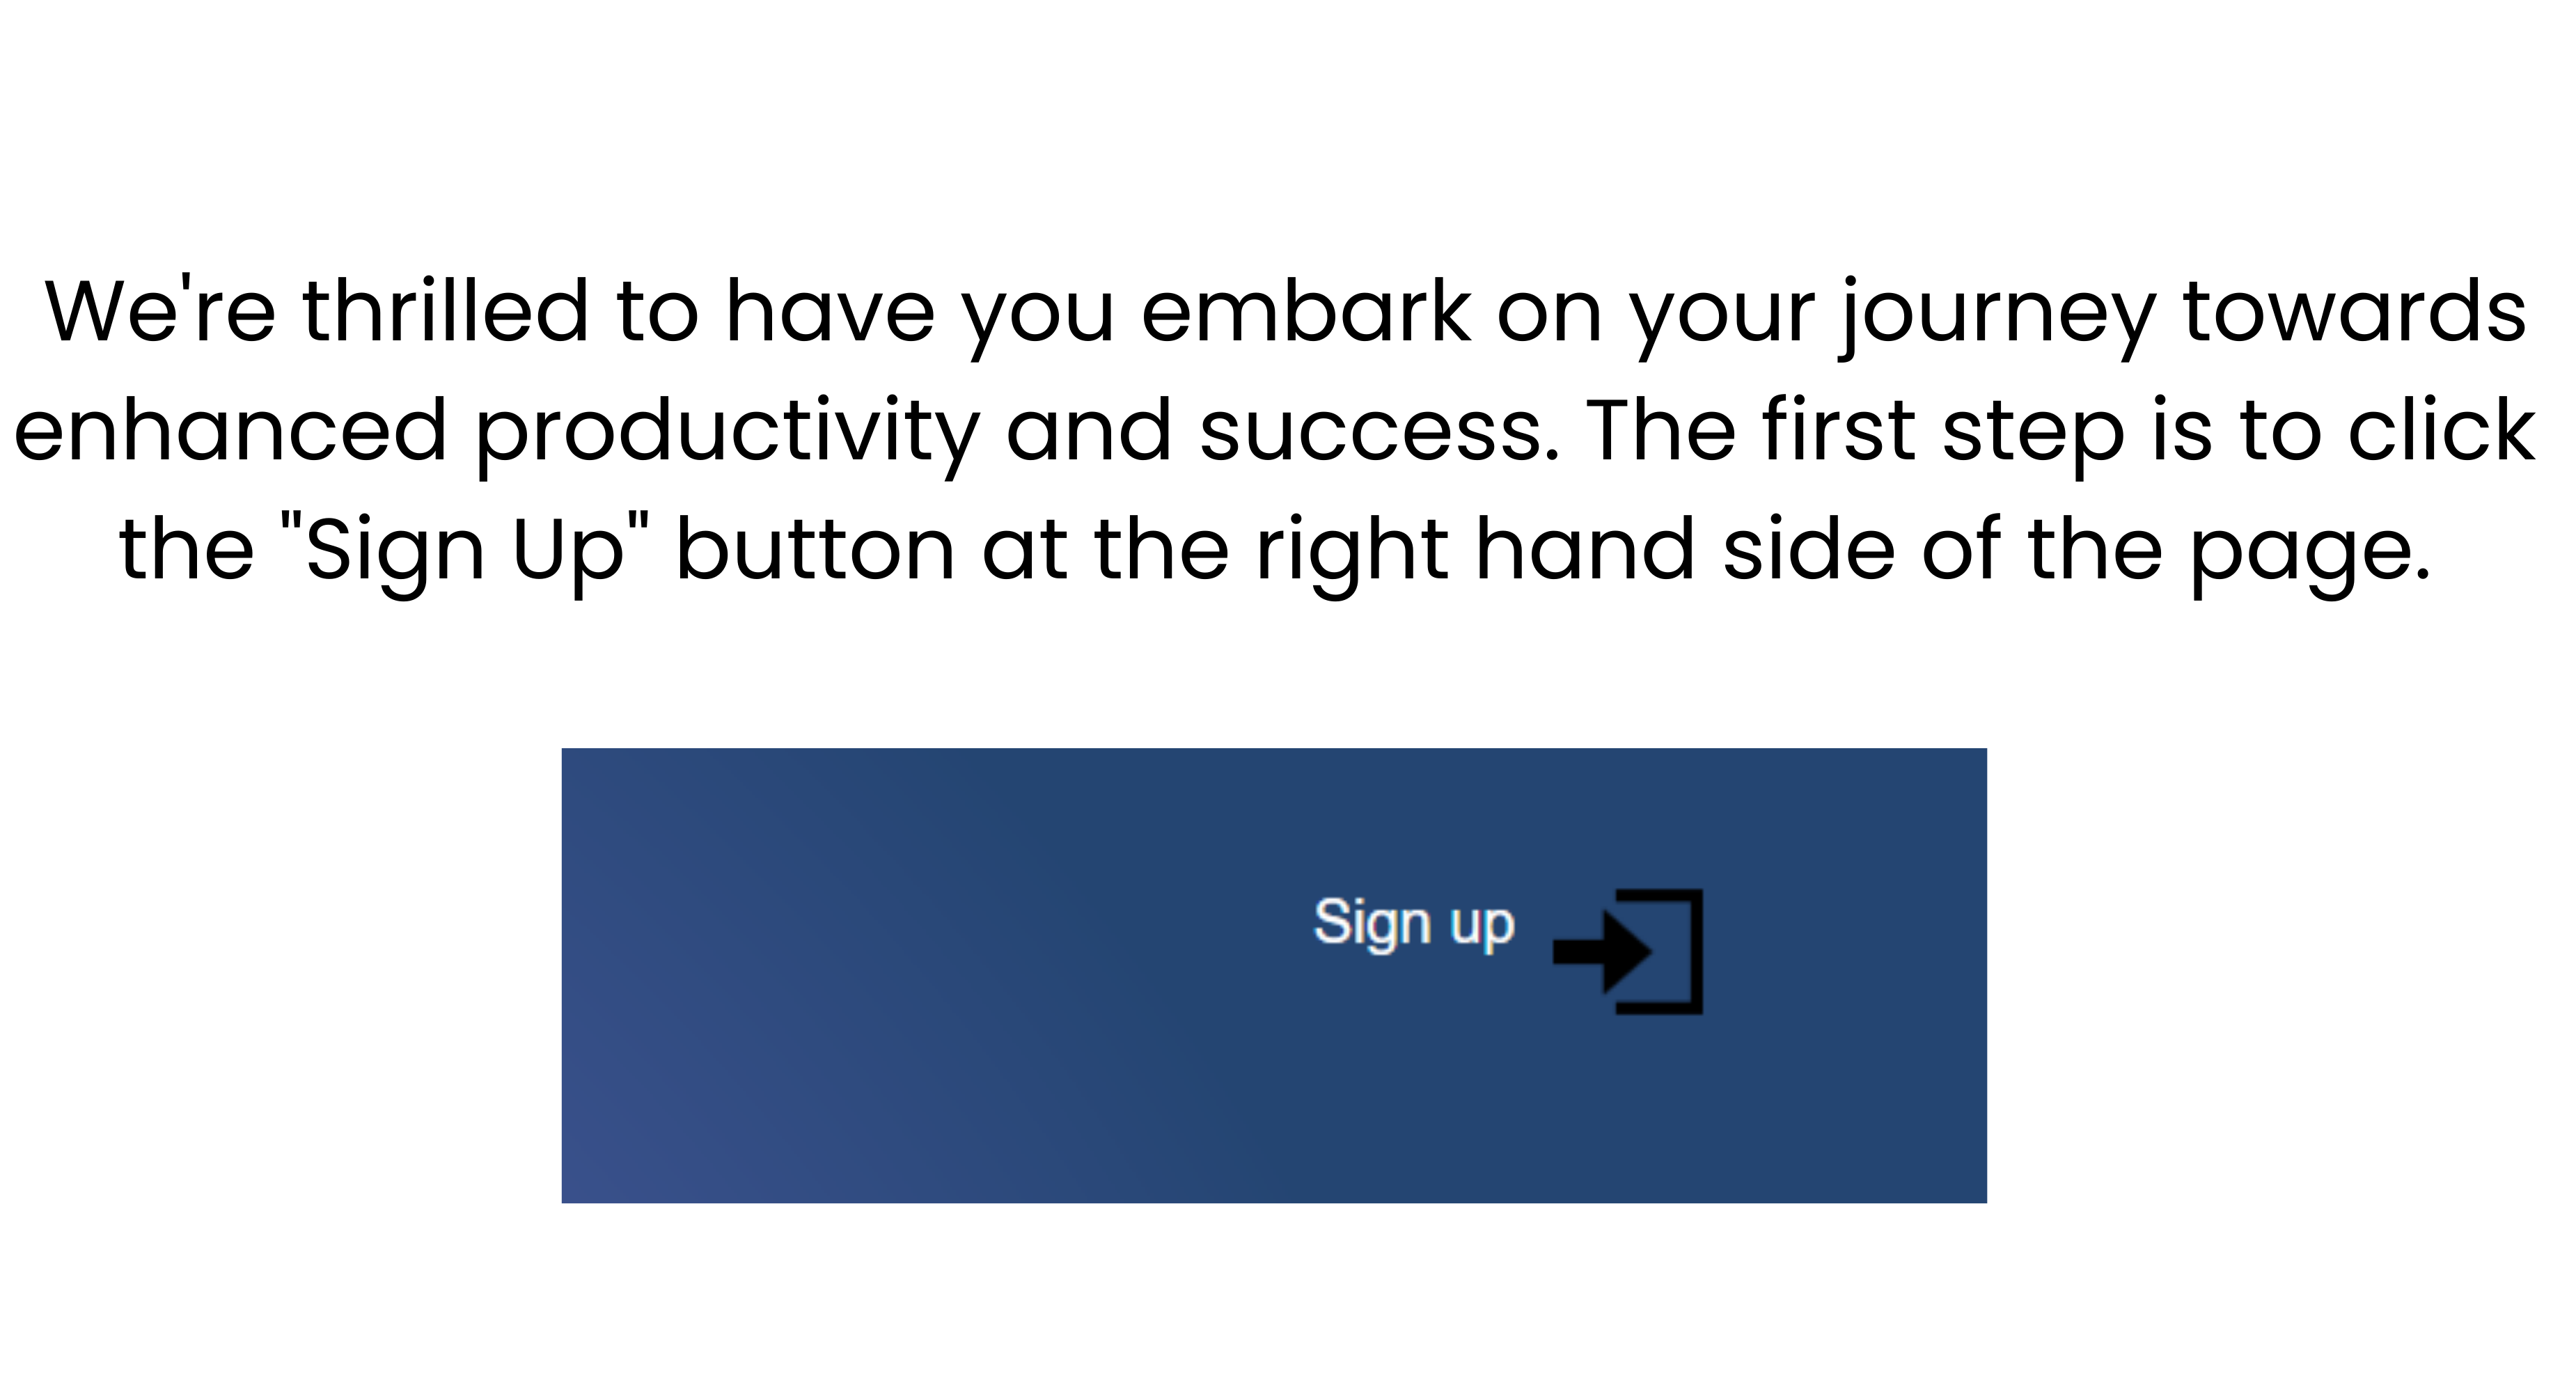 We're thrilled to have you embark on your journey towards
enhanced productivity and success. The first step is to click
the "Sign Up" button at the right hand side of the page.
Sign up